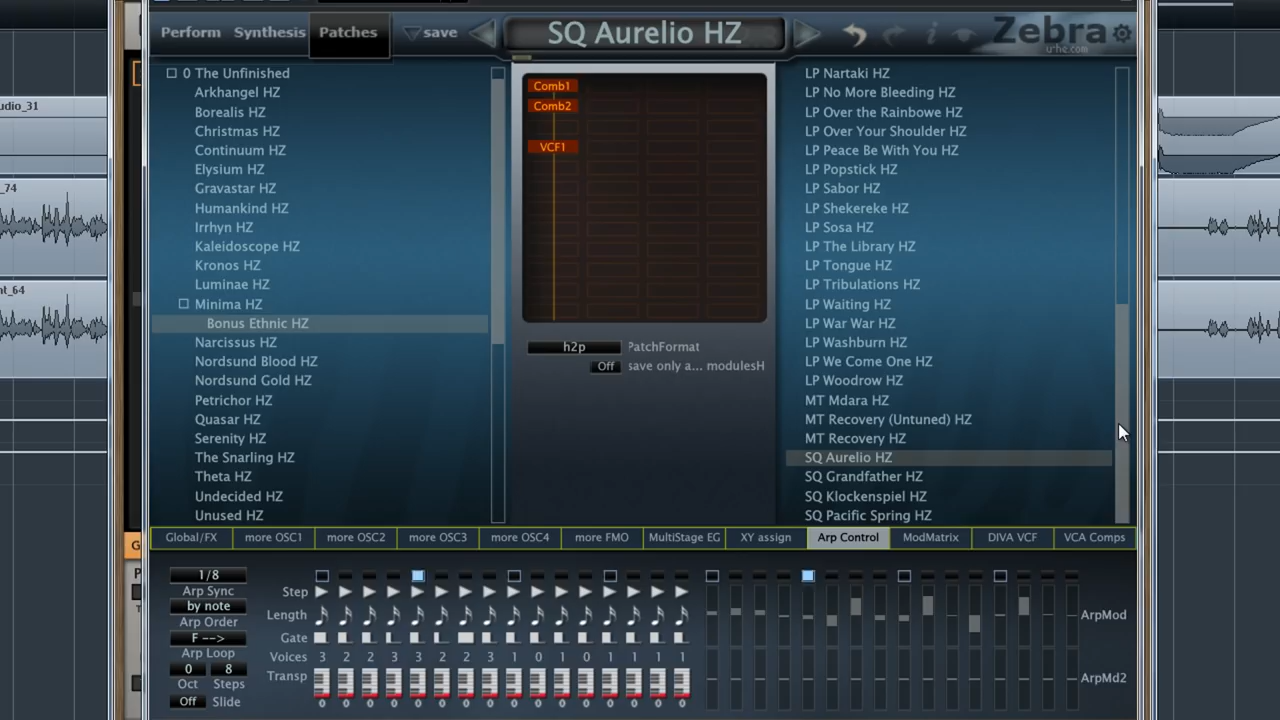 Perform Synthesis Patches save SQ Aurelio HZ Zebra
u-he.com
udio_31
_74
nt_64
0 The Unfinished
Arkhangel HZ
Borealis HZ
Christmas HZ
Continuum HZ
Elysium HZ
Gravastar HZ
Humankind HZ
Irrhyn HZ
Kaleidoscope HZ
Kronos HZ
Luminae HZ
Minima HZ
Bonus Ethnic HZ
Narcissus HZ
Nordsund Blood HZ
Nordsund Gold HZ
Petrichor HZ
Quasar HZ
Serenity HZ
The Snarling HZ
Theta HZ
Undecided HZ
Unused HZ
Comb1
Comb2
VCF1
h2p PatchFormat
Off save only a... modulesH
LP Nartaki HZ
LP No More Bleeding HZ
LP Over the Rainbowe HZ
LP Over Your Shoulder HZ
LP Peace Be With You HZ
LP Popstick HZ
LP Sabor HZ
LP Shekereke HZ
LP Sosa HZ
LP The Library HZ
LP Tongue HZ
LP Tribulations HZ
LP Waiting HZ
LP War War HZ
LP Washburn HZ
LP We Come One HZ
LP Woodrow HZ
MT Mdara HZ
MT Recovery (Untuned) HZ
MT Recovery HZ
SQ Aurelio HZ
SQ Grandfather HZ
SQ Klockenspiel HZ
SQ Pacific Spring HZ
Global/FX more OSC1 more OSC2 more OSC3 more OSC4 more FMO MultiStage EG XY assign Arp Control ModMatrix DIVA VCF VCA Comps
1/8
Arp Sync
by note
Arp Order
F -->
Arp Loop
0 8
Oct Steps
Off Slide
Step
Length
Gate
Voices 3 2 2 3 3 2 2 3 1 0 1 0 1 1 1 1
Transp
0 0 0 0 0 0 0 0 0 0 0 0 0 0 0 0
ArpMod
ArpMd2